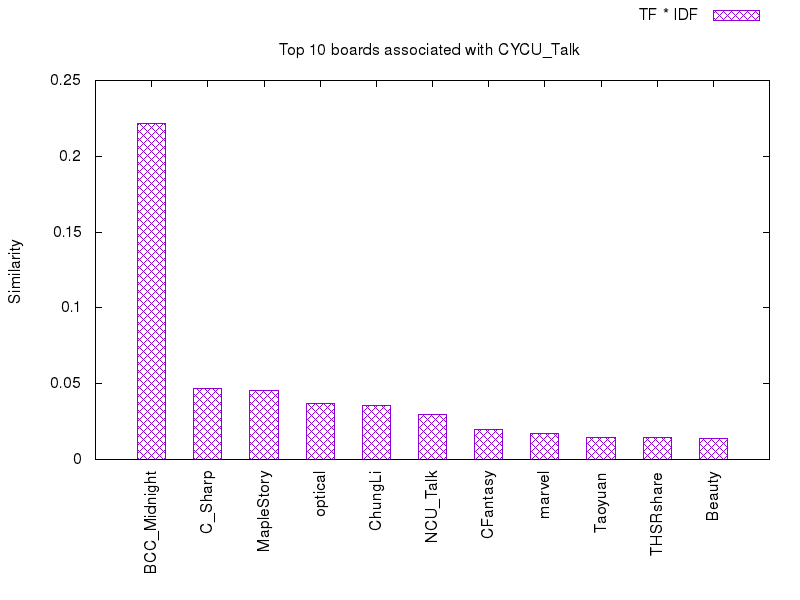 TF * IDF
Top 10 boards associated with CYCU_Talk
0.25
0.2
0.15
0.1
0.05
0
Similarity
BCC_Midnight
C_Sharp
MapleStory
optical
ChungLi
NCU_Talk
CFantasy
marvel
Taoyuan
THSRshare
Beauty